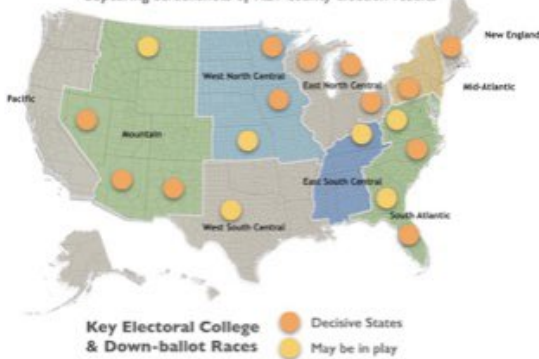 New England
West North Central
East North Central
Mid-Atlantic
Pacific
Mountain
East South Central
South Atlantic
West South Central
Key Electoral College
& Down-ballot Races
Decisive States
May be in play